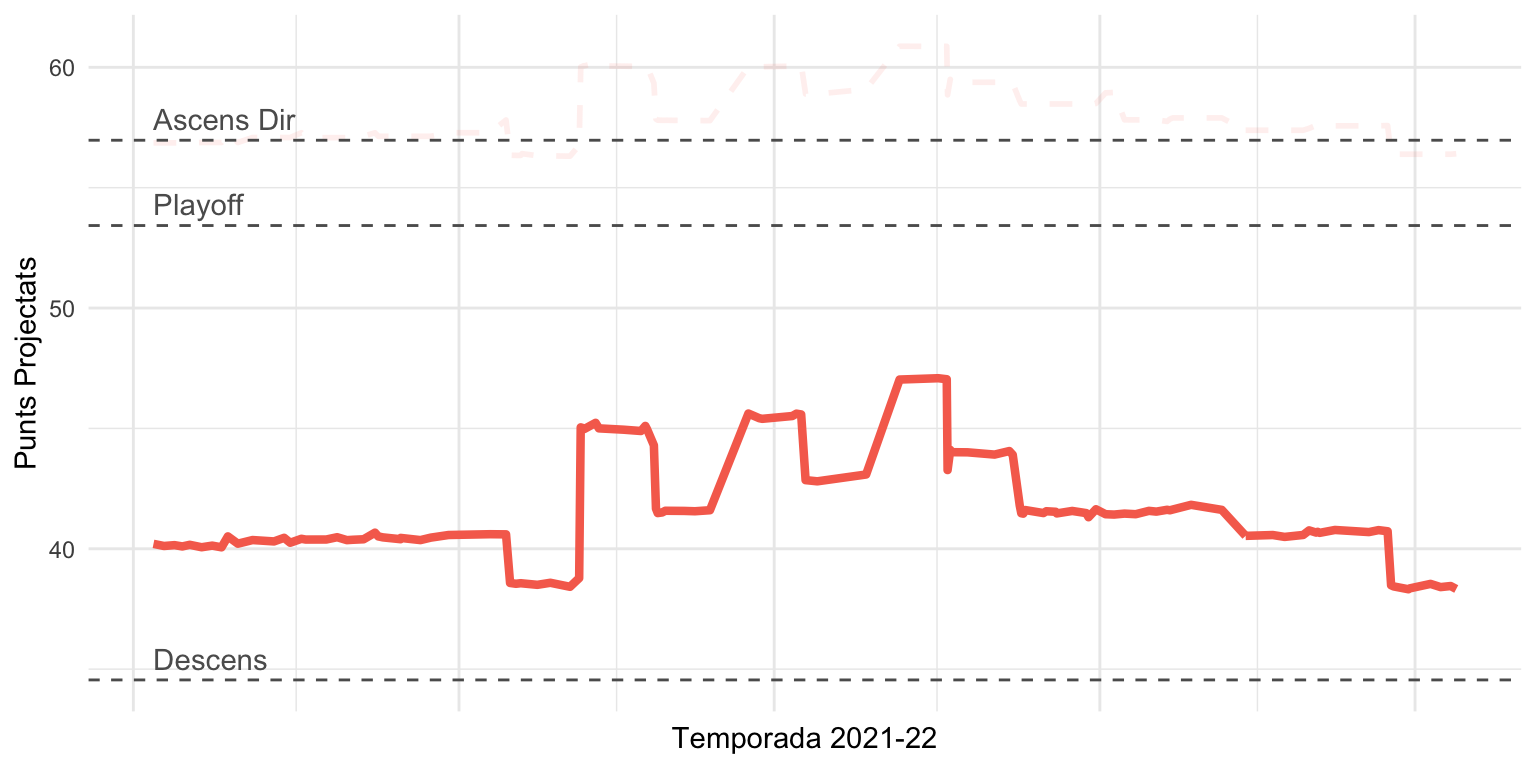 60
Ascens Dir
Playoff
50
Punts Projectats
40
Descens
Temporada 2021-22